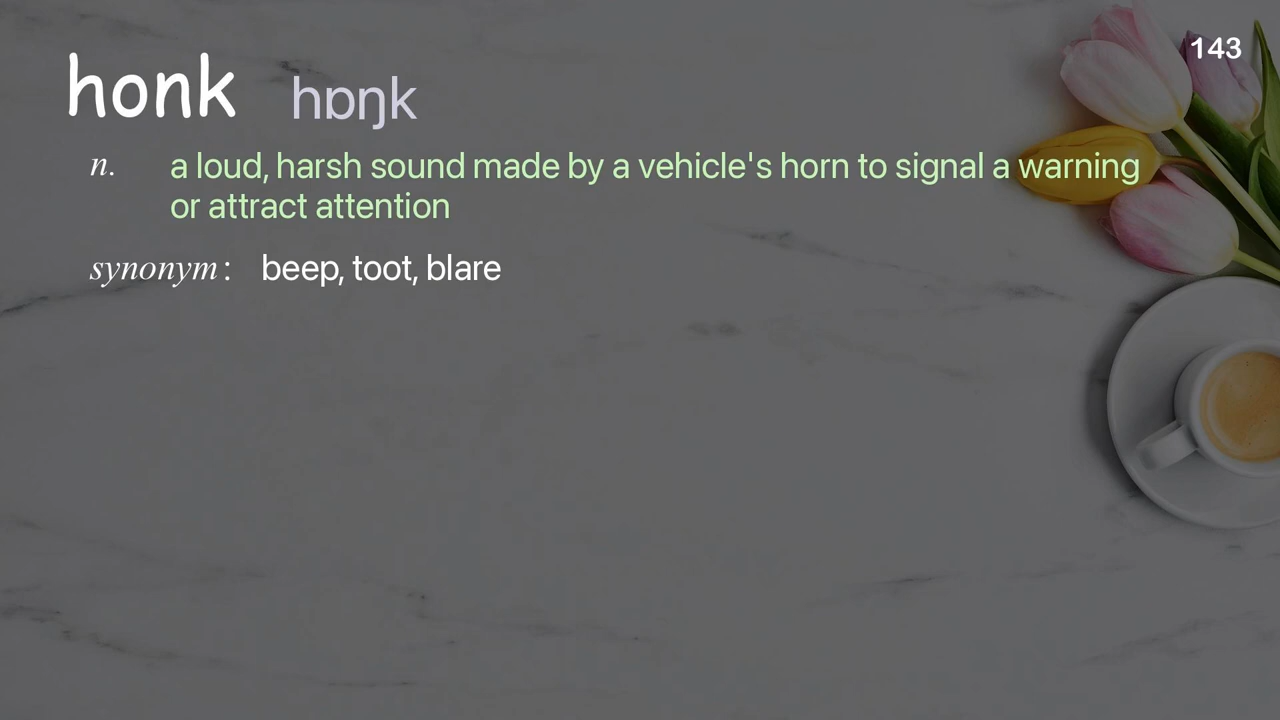 honk hɒŋk
143
n. a loud, harsh sound made by a vehicle's horn to signal a warning
or attract attention
synonym: beep, toot, blare